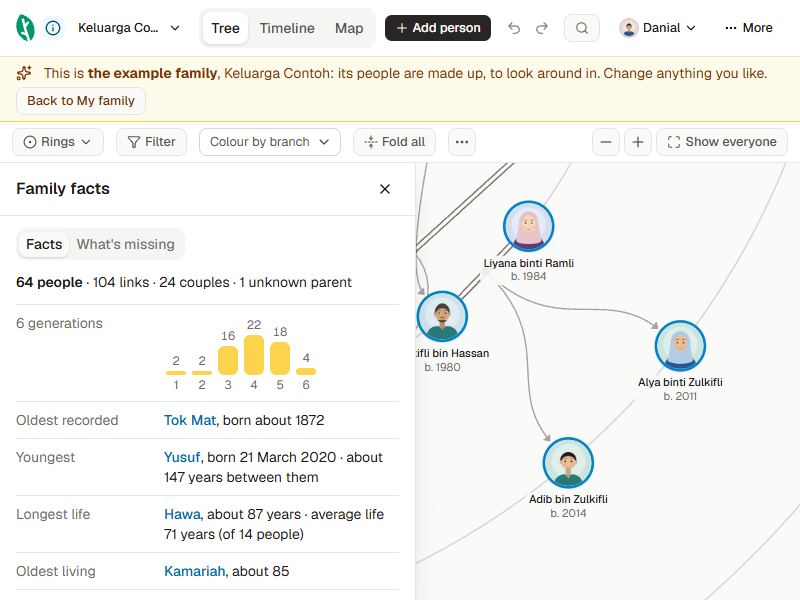 Keluarga Co...
Tree
Timeline
Map
+ Add person
Danial
··· More
This is the example family, Keluarga Contoh: its people are made up, to look around in. Change anything you like.
Back to My family
Rings
Filter
Colour by branch
Fold all
Show everyone
Family facts
Facts
What's missing
64 people · 104 links · 24 couples · 1 unknown parent
6 generations
2 2 16 22 18 4
1 2 3 4 5 6
Oldest recorded
Tok Mat, born about 1872
Youngest
Yusuf, born 21 March 2020 · about
147 years between them
Longest life
Hawa, about 87 years · average life
71 years (of 14 people)
Oldest living
Kamariah, about 85
Liyana binti Ramli
b. 1984
ifli bin Hassan
b. 1980
Alya binti Zulkifli
b. 2011
Adib bin Zulkifli
b. 2014